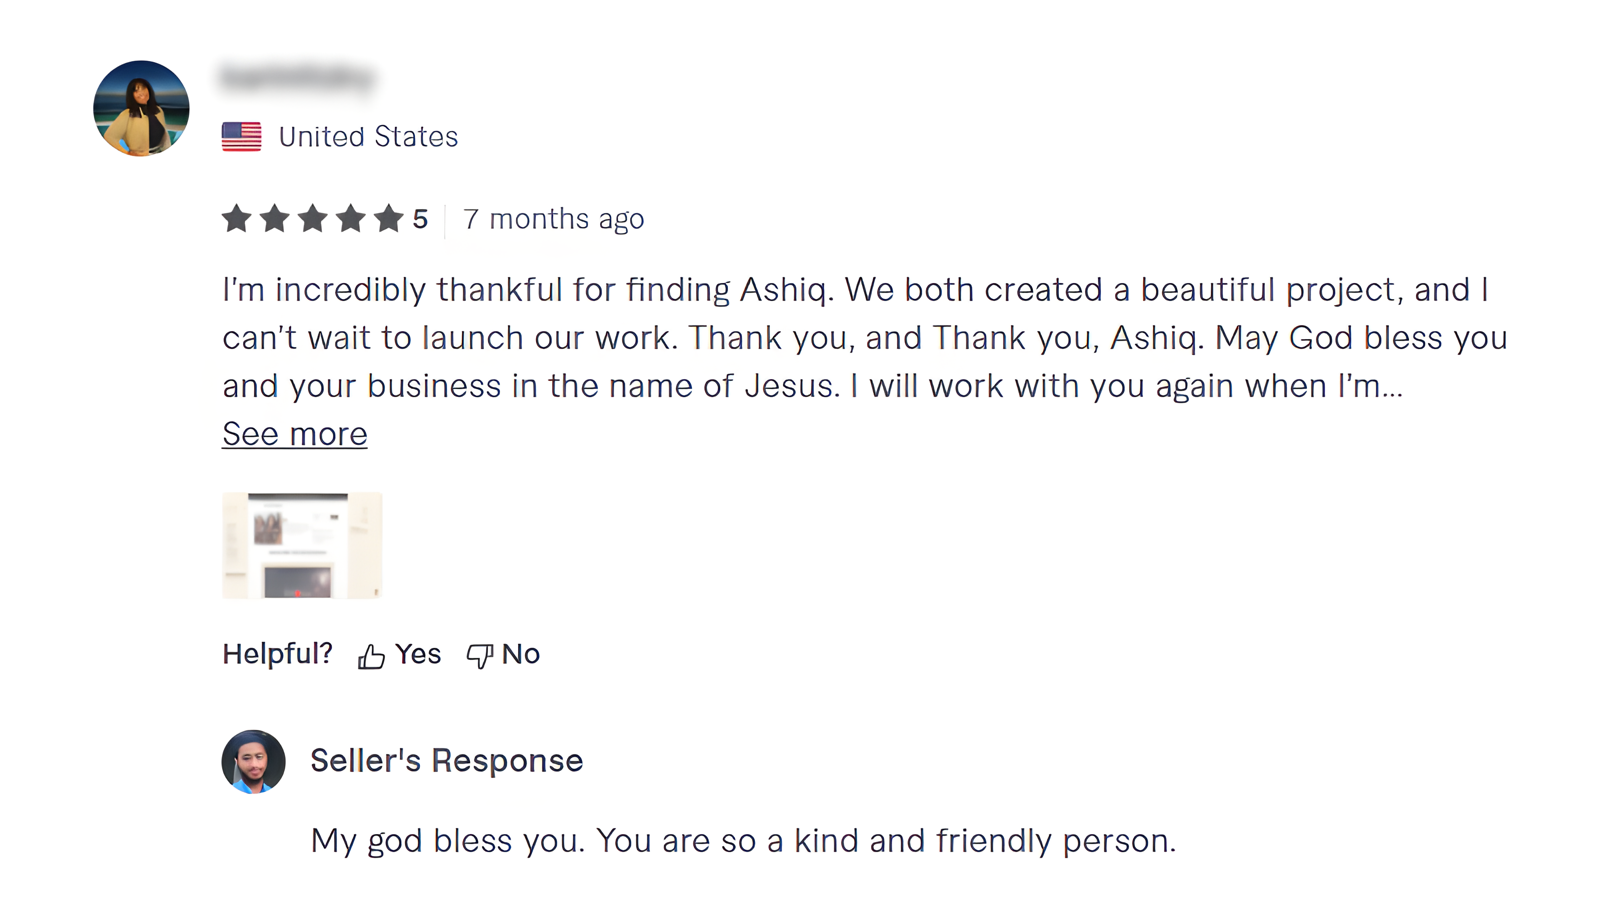 United States
5 7 months ago
I'm incredibly thankful for finding Ashiq. We both created a beautiful project, and I
can't wait to launch our work. Thank you, and Thank you, Ashiq. May God bless you
and your business in the name of Jesus. I will work with you again when I'm...
See more
Helpful? Yes No
Seller's Response
My god bless you. You are so a kind and friendly person.